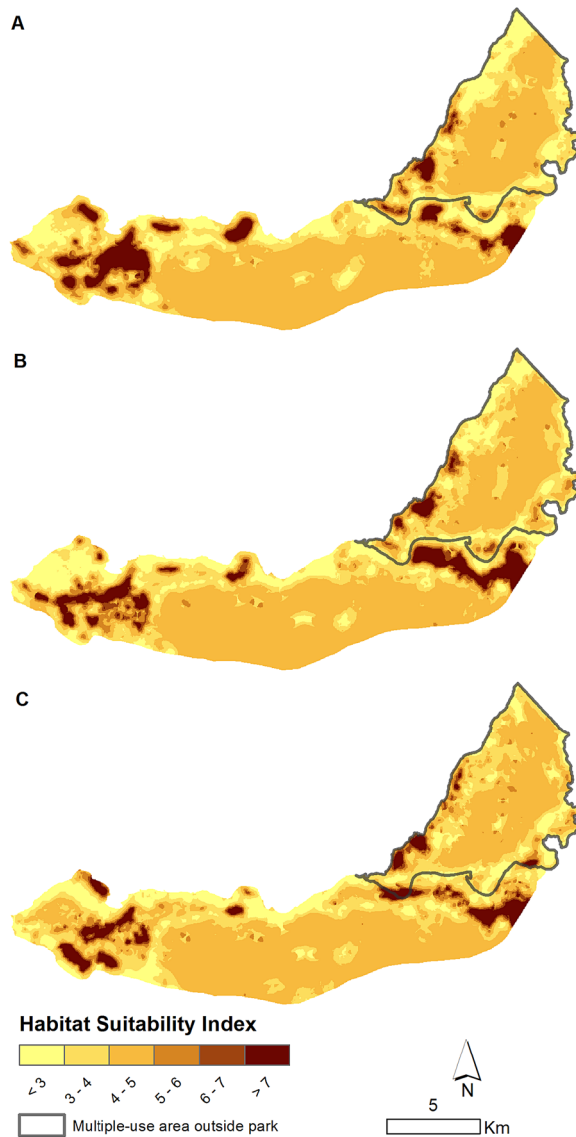 A
B
C
Habitat Suitability Index
< 3 3 - 4 4 - 5 5 - 6 6 - 7 > 7
Multiple-use area outside park
N
5
Km